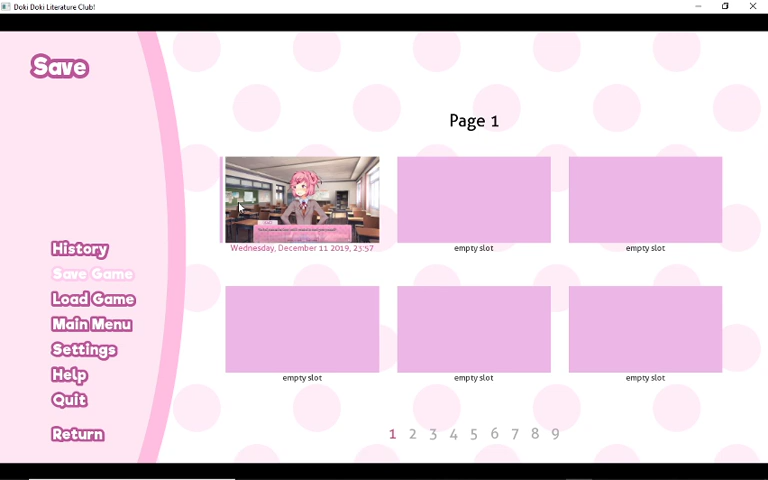 Doki Doki Literature Club!
Save
Page 1
Wednesday, December 11 2019, 23:57
empty slot
empty slot
empty slot
empty slot
empty slot
History
Save Game
Load Game
Main Menu
Settings
Help
Quit
Return
1 2 3 4 5 6 7 8 9